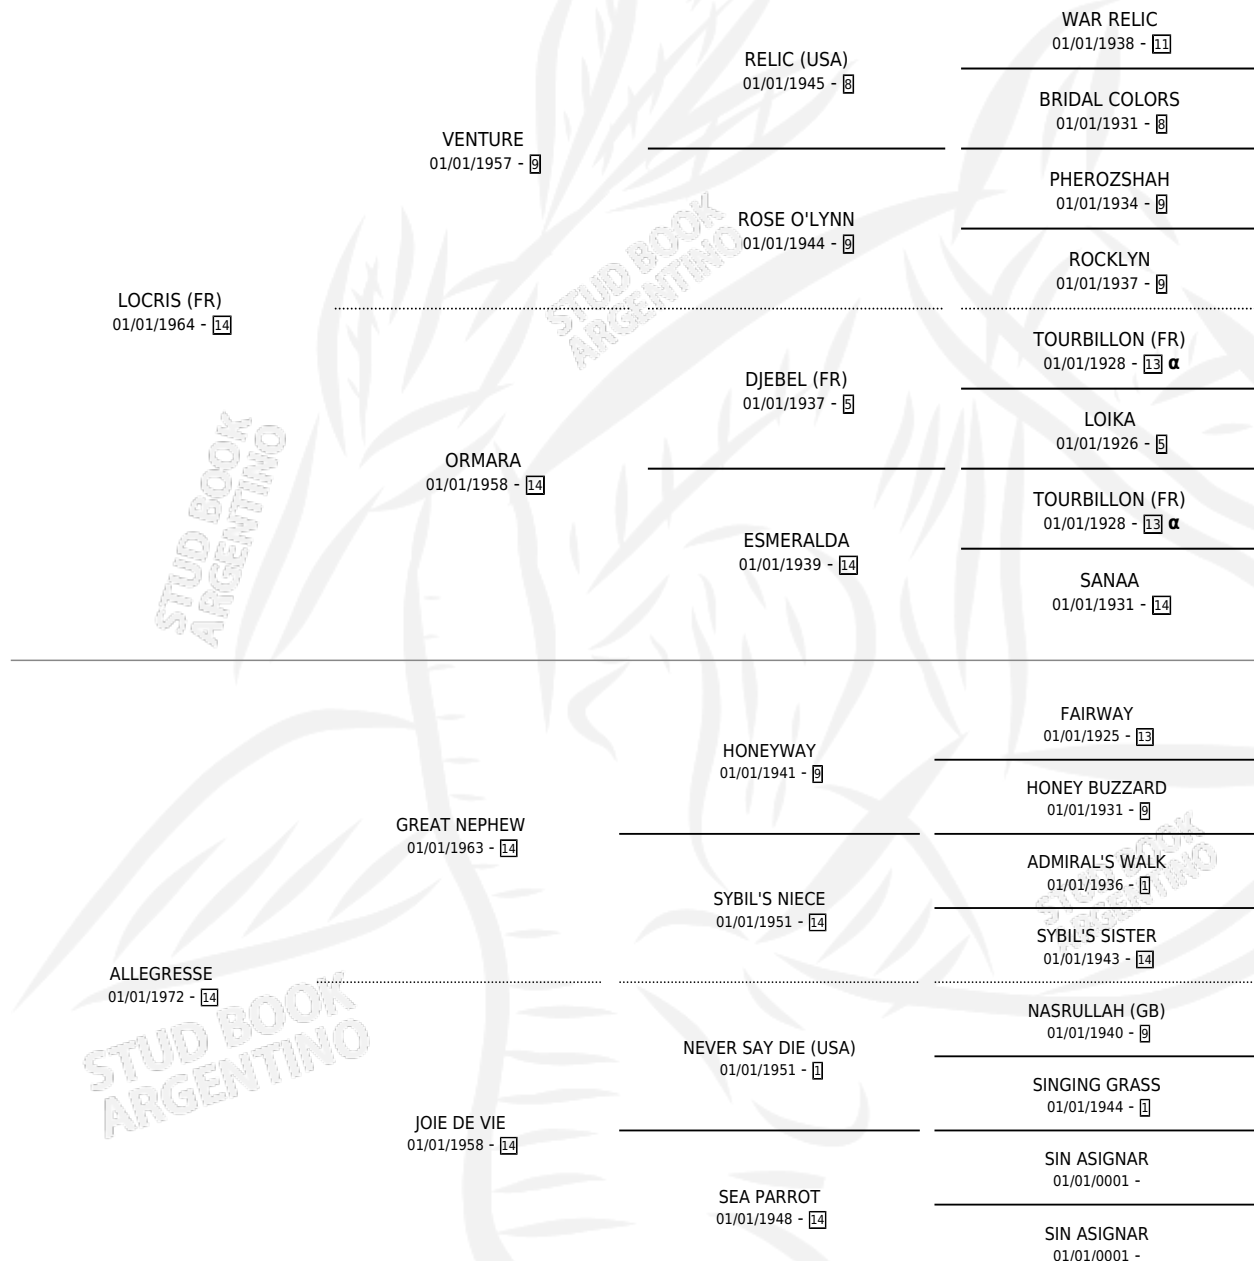 WAR RELIC
01/01/1938 - 11
RELIC (USA)
01/01/1945 - 8
BRIDAL COLORS
01/01/1931 - 8
VENTURE
01/01/1957 - 9
PHEROZSHAH
01/01/1934 - 9
ROSE O'LYNN
01/01/1944 - 9
ROCKLYN
01/01/1937 - 9
LOCRIS (FR)
01/01/1964 - 14
TOURBILLON (FR)
01/01/1928 - 13 α
DJEBEL (FR)
01/01/1937 - 5
LOIKA
01/01/1926 - 5
ORMARA
01/01/1958 - 14
TOURBILLON (FR)
01/01/1928 - 13 α
ESMERALDA
01/01/1939 - 14
SANAA
01/01/1931 - 14
FAIRWAY
01/01/1925 - 13
HONEYWAY
01/01/1941 - 9
HONEY BUZZARD
01/01/1931 - 9
GREAT NEPHEW
01/01/1963 - 14
ADMIRAL'S WALK
01/01/1936 - 1
SYBIL'S NIECE
01/01/1951 - 14
SYBIL'S SISTER
01/01/1943 - 14
ALLEGRESSE
01/01/1972 - 14
NASRULLAH (GB)
01/01/1940 - 9
NEVER SAY DIE (USA)
01/01/1951 - 1
SINGING GRASS
01/01/1944 - 1
JOIE DE VIE
01/01/1958 - 14
SIN ASIGNAR
01/01/0001 -
SEA PARROT
01/01/1948 - 14
SIN ASIGNAR
01/01/0001 -
STUD BOOK
ARGENTINO
STUD BOOK
ARGENTINO
STUD BOOK
ARGENTINO
STUD BOOK
ARGENTINO